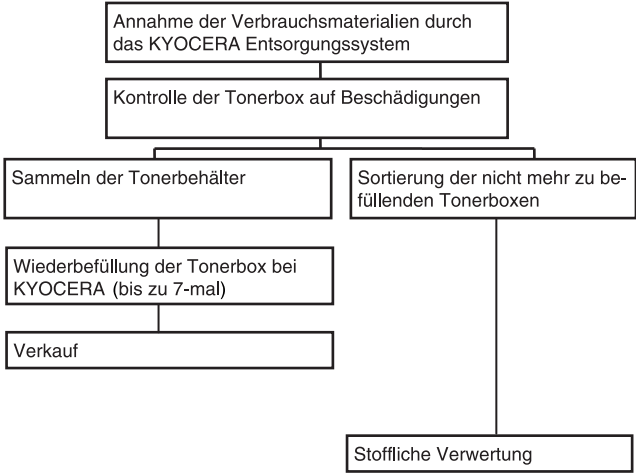 Annahme der Verbrauchsmaterialien durch
das KYOCERA Entsorgungssystem
Kontrolle der Tonerbox auf Beschädigungen
Sammeln der Tonerbehälter
Sortierung der nicht mehr zu be-
füllenden Tonerboxen
Wiederbefüllung der Tonerbox bei
KYOCERA (bis zu 7-mal)
Verkauf
Stoffliche Verwertung